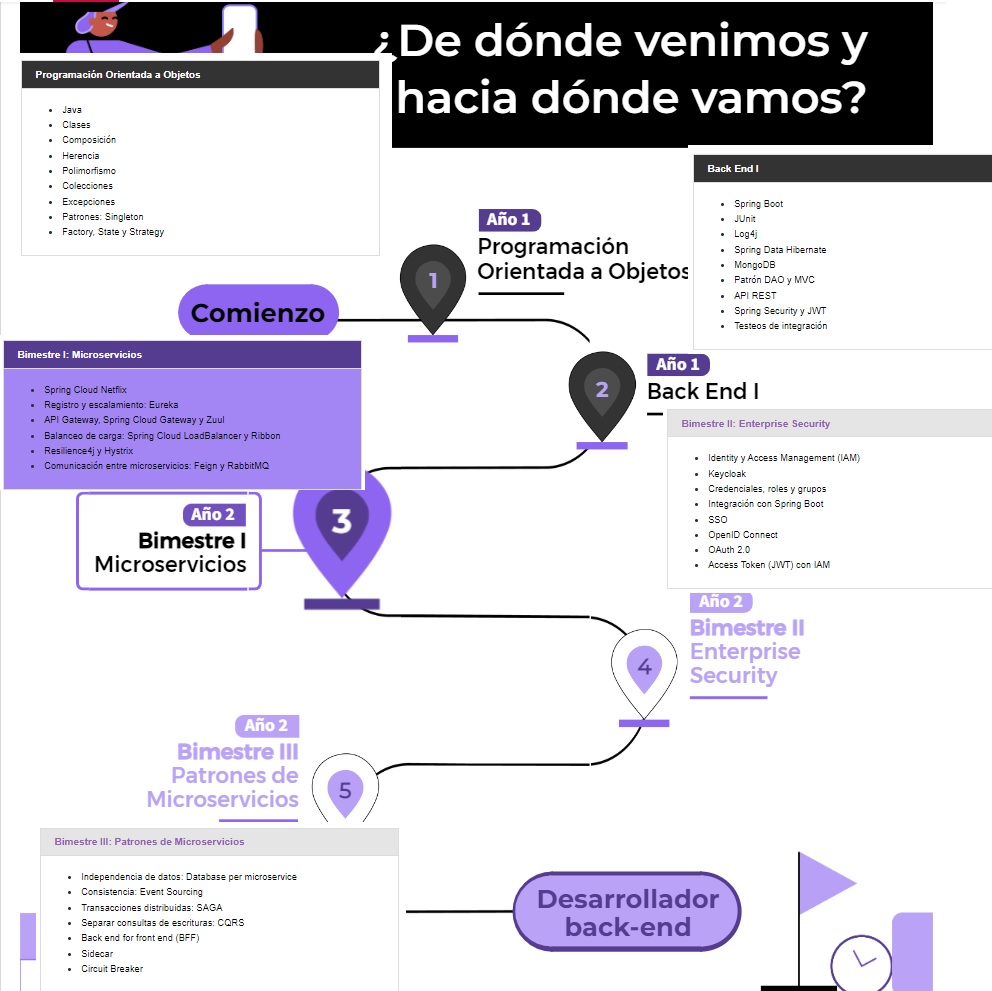 ¿De dónde venimos y
hacia dónde vamos?
Programación Orientada a Objetos
Java
Clases
Composición
Herencia
Polimorfismo
Colecciones
Excepciones
Patrones: Singleton
Factory, State y Strategy
Año 1
Programación
Orientada a Objetos
1
Comienzo
Back End I
Spring Boot
JUnit
Log4j
Spring Data Hibernate
MongoDB
Patrón DAO y MVC
API REST
Spring Security y JWT
Testeos de integración
Año 1
Back End I
2
Bimestre I: Microservicios
Spring Cloud Netflix
Registro y escalamiento: Eureka
API Gateway, Spring Cloud Gateway y Zuul
Balanceo de carga: Spring Cloud LoadBalancer y Ribbon
Resilience4j y Hystrix
Comunicación entre microservicios: Feign y RabbitMQ
Año 2
Bimestre I
Microservicios
3
Bimestre II: Enterprise Security
Identity y Access Management (IAM)
Keycloak
Credenciales, roles y grupos
Integración con Spring Boot
SSO
OpenID Connect
OAuth 2.0
Access Token (JWT) con IAM
Año 2
Bimestre II
Enterprise
Security
4
Año 2
Bimestre III
Patrones de
Microservicios
5
Bimestre III: Patrones de Microservicios
Independencia de datos: Database per microservice
Consistencia: Event Sourcing
Transacciones distribuidas: SAGA
Separar consultas de escrituras: CQRS
Back end for front end (BFF)
Sidecar
Circuit Breaker
Desarrollador
back-end